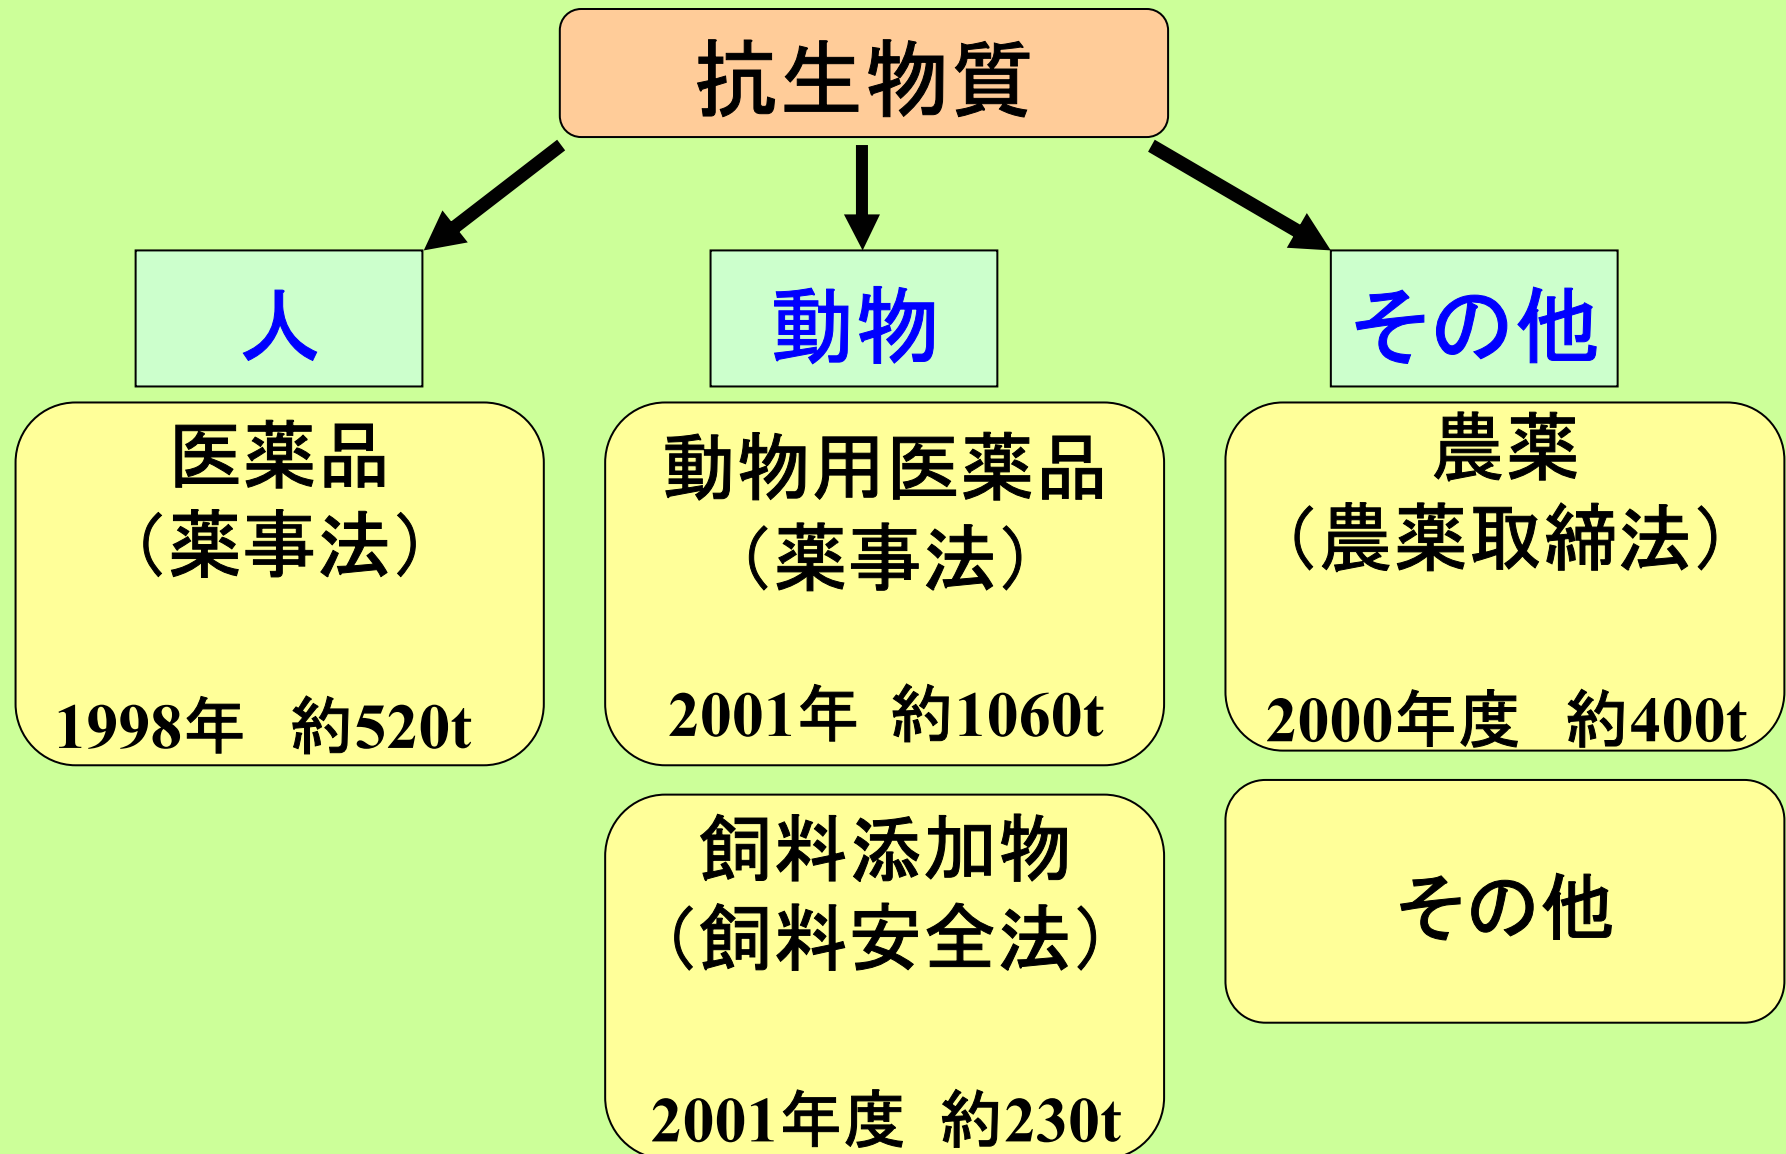 抗生物質
人
動物
その他
医薬品
（薬事法）
1998年 約520t
動物用医薬品
（薬事法）
2001年 約1060t
農薬
（農薬取締法）
2000年度 約400t
飼料添加物
（飼料安全法）
2001年度 約230t
その他